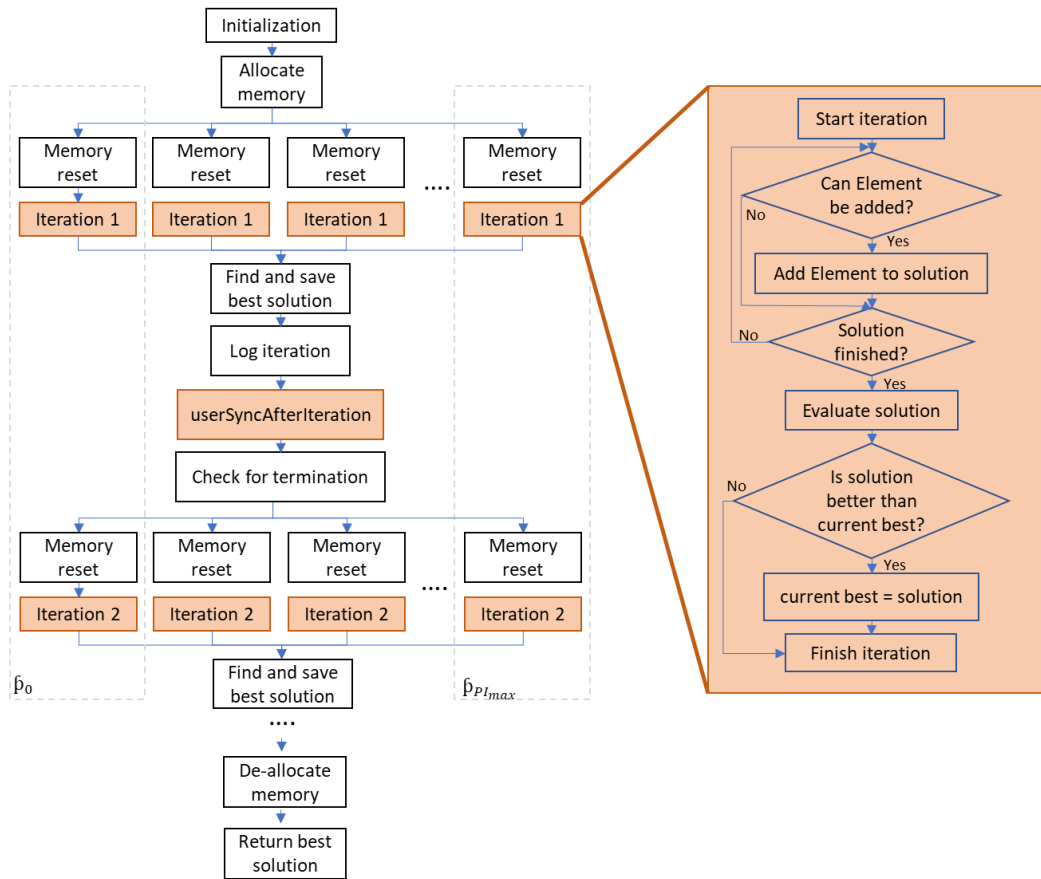 Initialization
Allocate
memory
Memory
reset
Memory
reset
Memory
reset
....
Memory
reset
Iteration 1
Iteration 1
Iteration 1
Iteration 1
Find and save
best solution
Log iteration
userSyncAfterIteration
Check for termination
Memory
reset
Memory
reset
Memory
reset
....
Memory
reset
Iteration 2
Iteration 2
Iteration 2
Iteration 2
Find and save
best solution
....
De-allocate
memory
Return best
solution
Start iteration
Can Element
be added?
No
Yes
Add Element to solution
Solution
finished?
No
Yes
Evaluate solution
Is solution
better than
current best?
No
Yes
current best = solution
Finish iteration